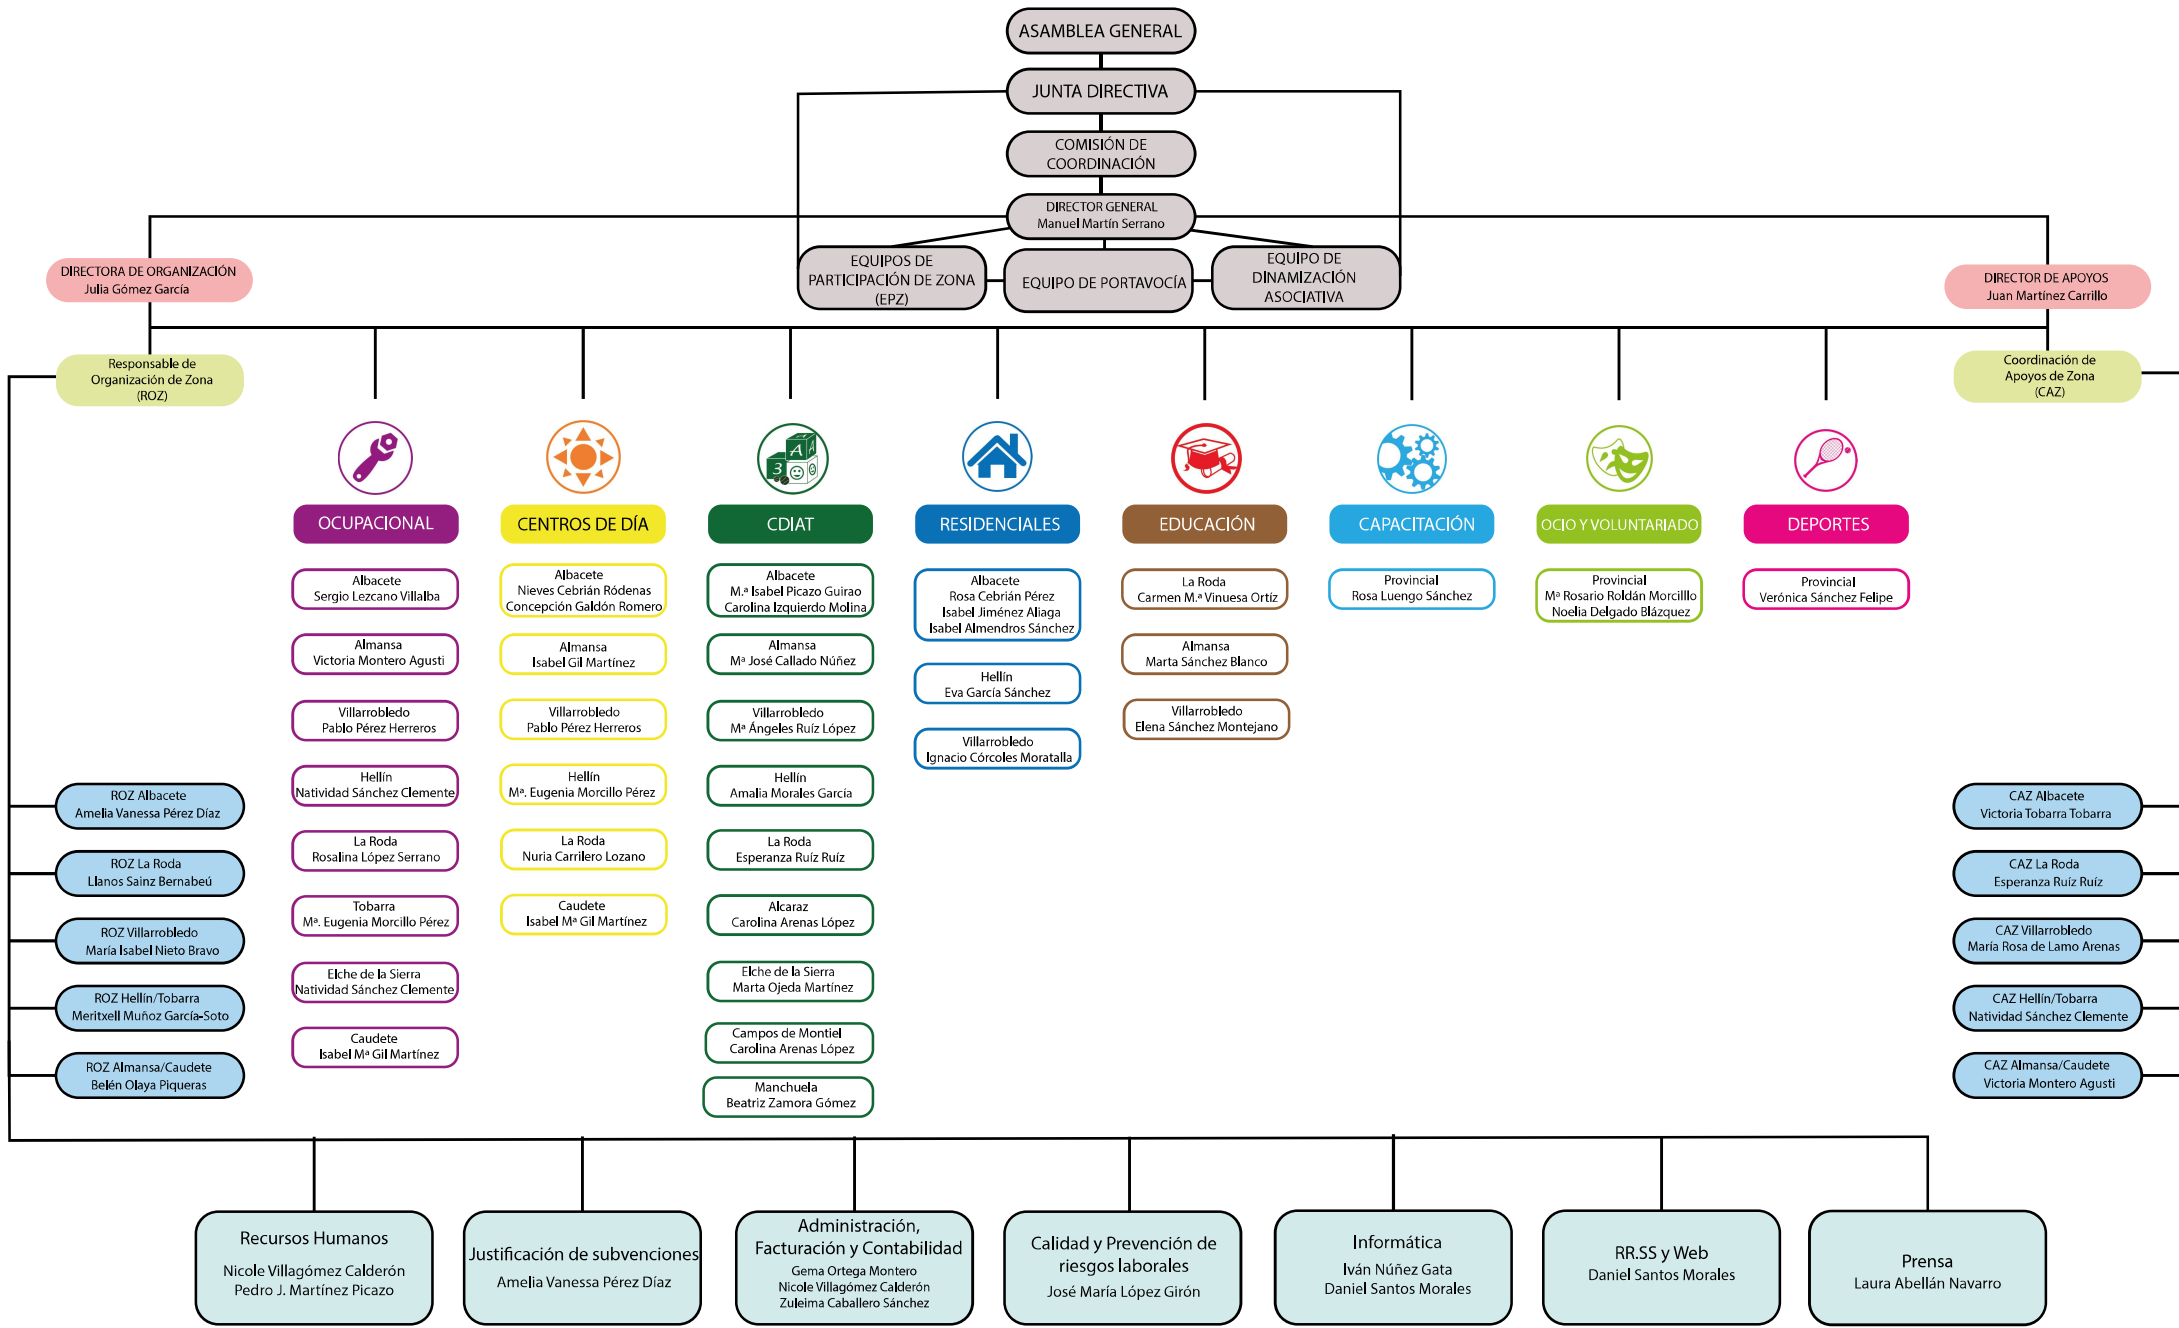 ASAMBLEA GENERAL
JUNTA DIRECTIVA
COMISIÓN DE
COORDINACIÓN
DIRECTOR GENERAL
Manuel Martín Serrano
EQUIPOS DE
PARTICIPACIÓN DE ZONA
(EPZ)
EQUIPO DE PORTAVOCÍA
EQUIPO DE
DINAMIZACIÓN
ASOCIATIVA
DIRECTORA DE ORGANIZACIÓN
Julia Gómez García
DIRECTOR DE APOYOS
Juan Martínez Carrillo
Responsable de
Organización de Zona
(ROZ)
Coordinación de
Apoyos de Zona
(CAZ)
OCUPACIONAL
Albacete
Sergio Lezcano Villalba
Almansa
Victoria Montero Agusti
Villarrobledo
Pablo Pérez Herreros
Hellín
Natividad Sánchez Clemente
La Roda
Rosalina López Serrano
Tobarra
Mª. Eugenia Morcillo Pérez
Elche de la Sierra
Natividad Sánchez Clemente
Caudete
Isabel Mª Gil Martínez
CENTROS DE DÍA
Albacete
Nieves Cebrián Ródenas
Concepción Galdón Romero
Almansa
Isabel Gil Martínez
Villarrobledo
Pablo Pérez Herreros
Hellín
Mª. Eugenia Morcillo Pérez
La Roda
Nuria Carrilero Lozano
Caudete
Isabel Mª Gil Martínez
A
3
CDIAT
Albacete
M.ª Isabel Picazo Guirao
Carolina Izquierdo Molina
Almansa
Mª José Callado Núñez
Villarrobledo
Mª Ángeles Ruíz López
Hellín
Amalia Morales García
La Roda
Esperanza Ruíz Ruíz
Alcaraz
Carolina Arenas López
Elche de la Sierra
Marta Ojeda Martínez
Campos de Montiel
Carolina Arenas López
Manchuela
Beatriz Zamora Gómez
RESIDENCIALES
Albacete
Rosa Cebrián Pérez
Isabel Jiménez Aliaga
Isabel Almendros Sánchez
Hellín
Eva García Sánchez
Villarrobledo
Ignacio Córcoles Moratalla
EDUCACIÓN
La Roda
Carmen M.ª Vinuesa Ortíz
Almansa
Marta Sánchez Blanco
Villarrobledo
Elena Sánchez Montejano
CAPACITACIÓN
Provincial
Rosa Luengo Sánchez
OCIO Y VOLUNTARIADO
Provincial
Mª Rosario Roldán Morcilllo
Noelia Delgado Blázquez
DEPORTES
Provincial
Verónica Sánchez Felipe
ROZ Albacete
Amelia Vanessa Pérez Díaz
ROZ La Roda
Llanos Sainz Bernabeú
ROZ Villarrobledo
María Isabel Nieto Bravo
ROZ Hellín/Tobarra
Meritxell Muñoz García-Soto
ROZ Almansa/Caudete
Belén Olaya Piqueras
CAZ Albacete
Victoria Tobarra Tobarra
CAZ La Roda
Esperanza Ruíz Ruíz
CAZ Villarrobledo
María Rosa de Lamo Arenas
CAZ Hellín/Tobarra
Natividad Sánchez Clemente
CAZ Almansa/Caudete
Victoria Montero Agusti
Recursos Humanos
Nicole Villagómez Calderón
Pedro J. Martínez Picazo
Justificación de subvenciones
Amelia Vanessa Pérez Díaz
Administración,
Facturación y Contabilidad
Gema Ortega Montero
Nicole Villagómez Calderón
Zuleima Caballero Sánchez
Calidad y Prevención de
riesgos laborales
José María López Girón
Informática
Iván Núñez Gata
Daniel Santos Morales
RR.SS y Web
Daniel Santos Morales
Prensa
Laura Abellán Navarro